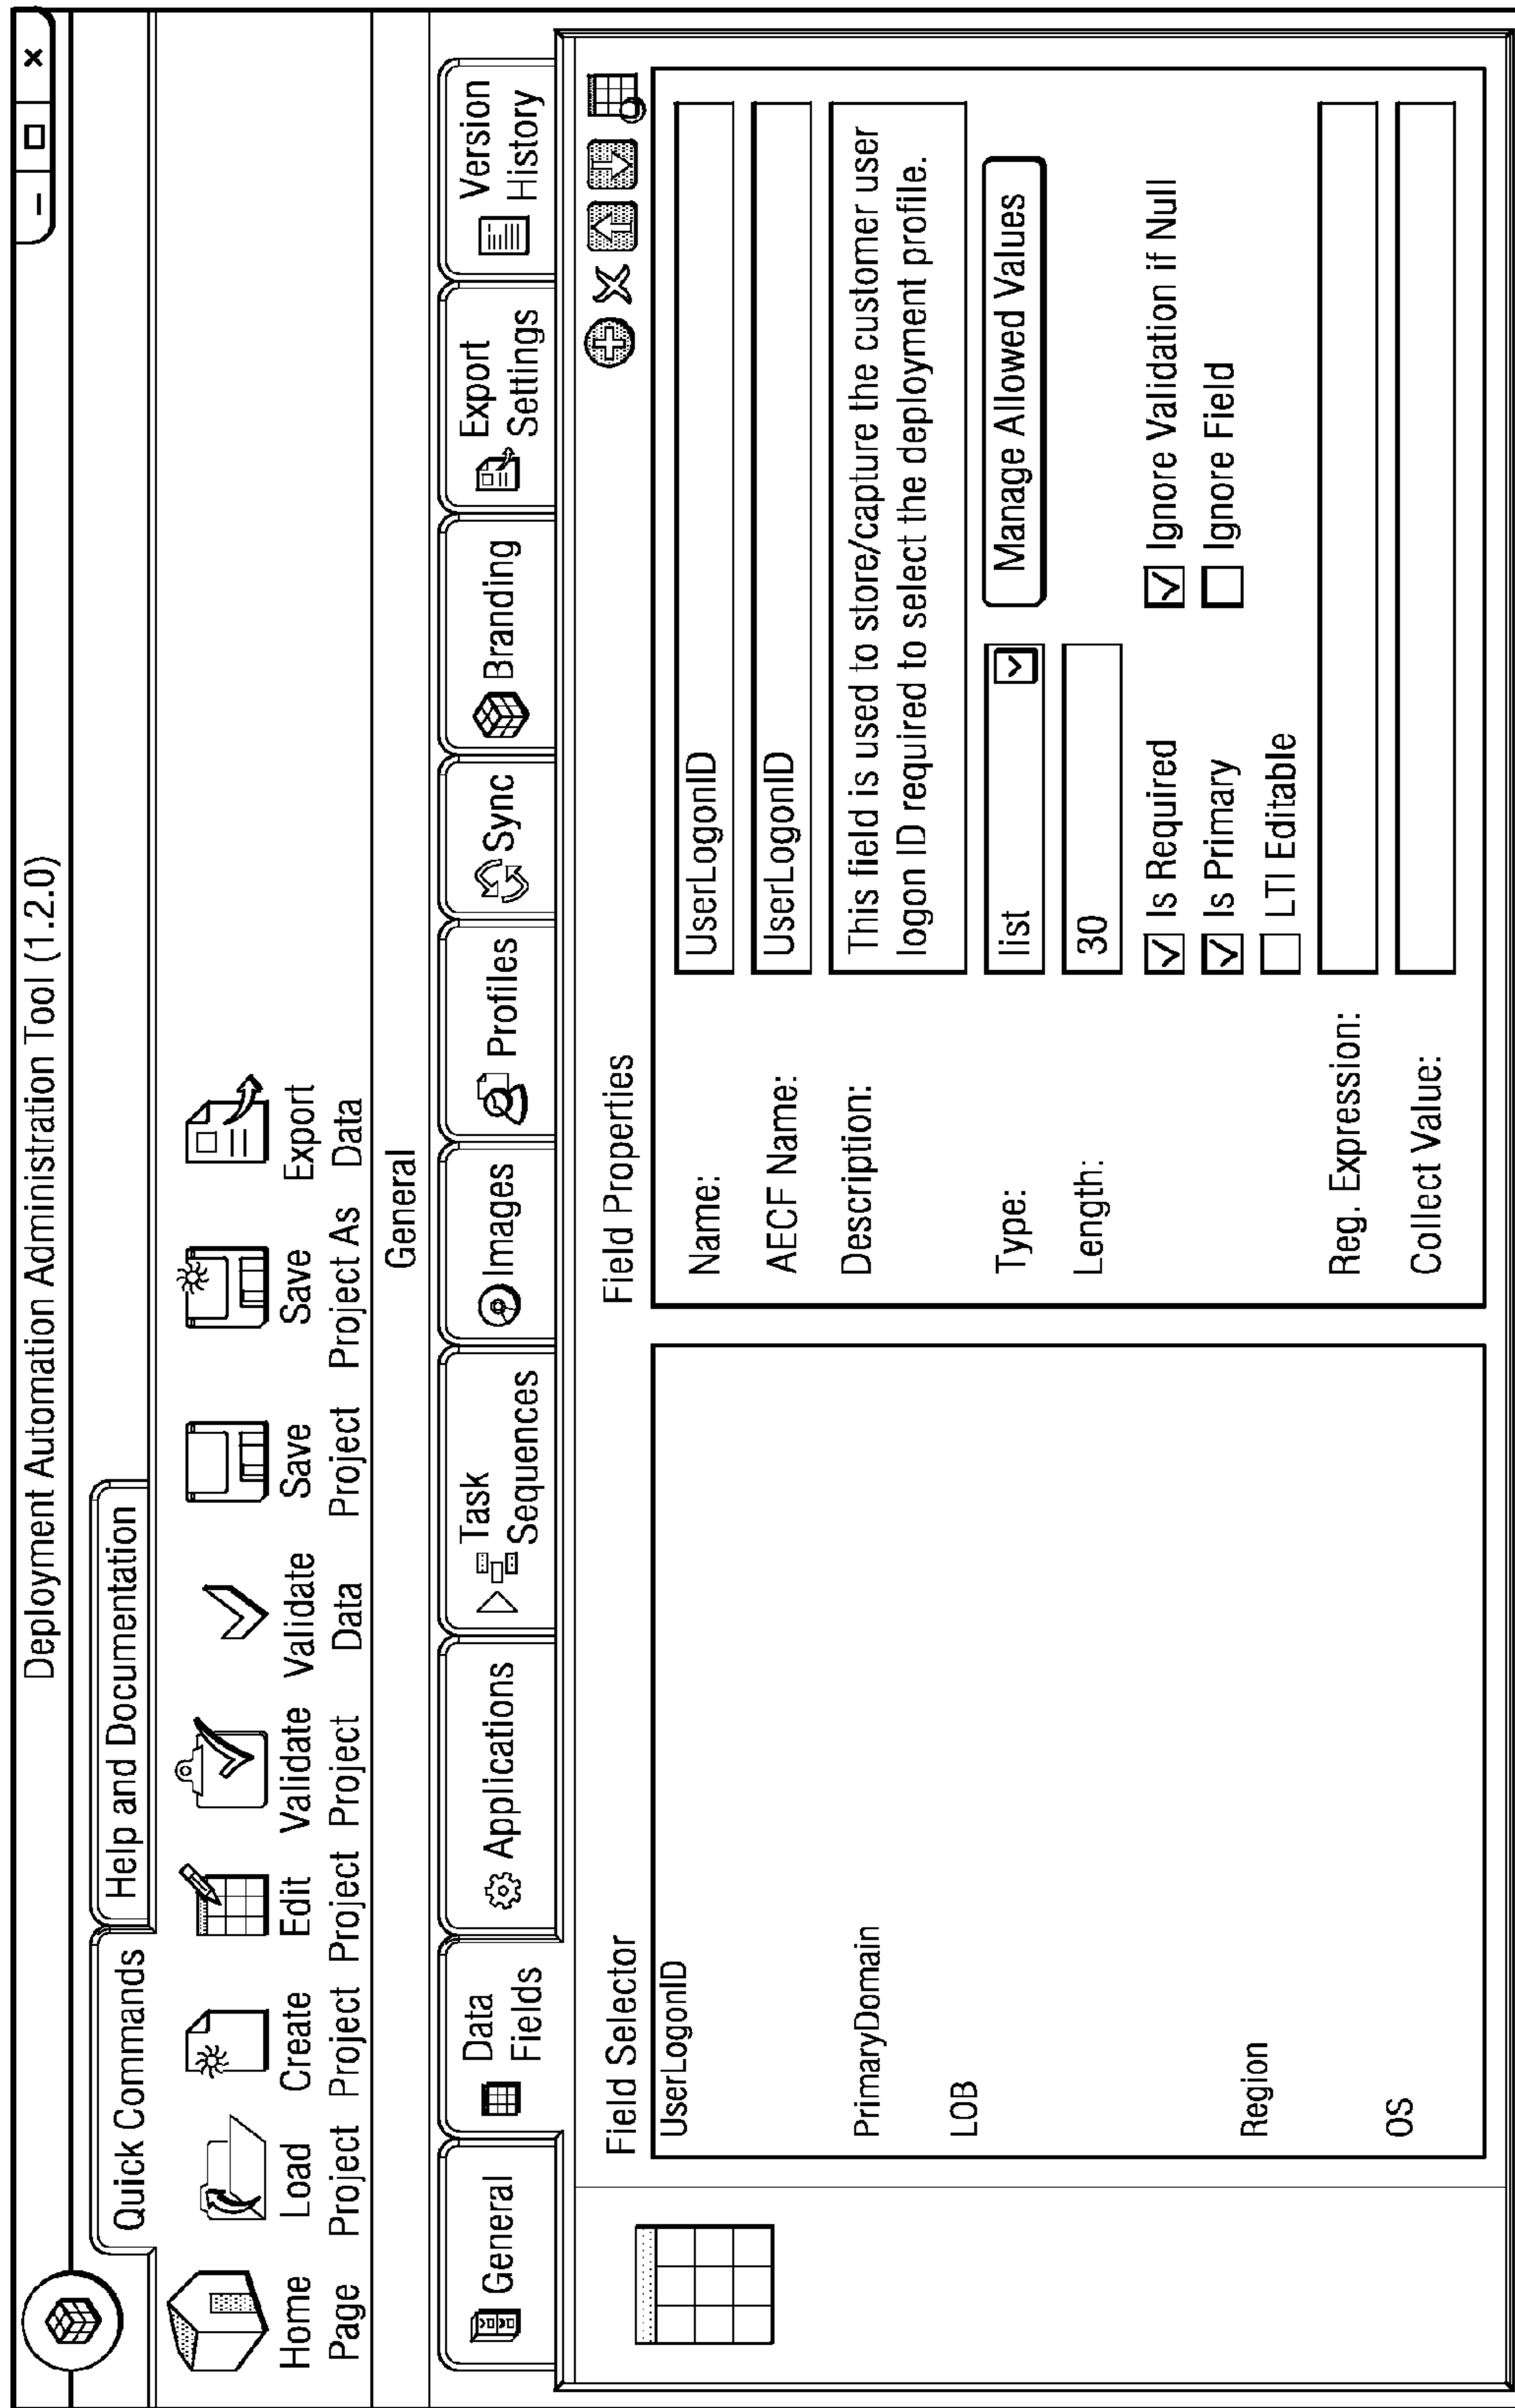 Deployment Automation Administration Tool (1.2.0)
Quick Commands
Help and Documentation
Home Page
Load Project
Create Project
Edit Project
Validate Project
Validate Data
Save Project
Save Project As
Export Data
General
General
Data Fields
Applications
Task Sequences
Images
Profiles
Sync
Branding
Export Settings
Version History
Field Selector
UserLogonID
PrimaryDomain
LOB
Region
OS
Field Properties
Name: UserLogonID
AECF Name: UserLogonID
Description: This field is used to store/capture the customer user
logon ID required to select the deployment profile.
Type: list Manage Allowed Values
Length: 30
Is Required Ignore Validation if Null
Is Primary Ignore Field
LTI Editable
Reg. Expression:
Collect Value: